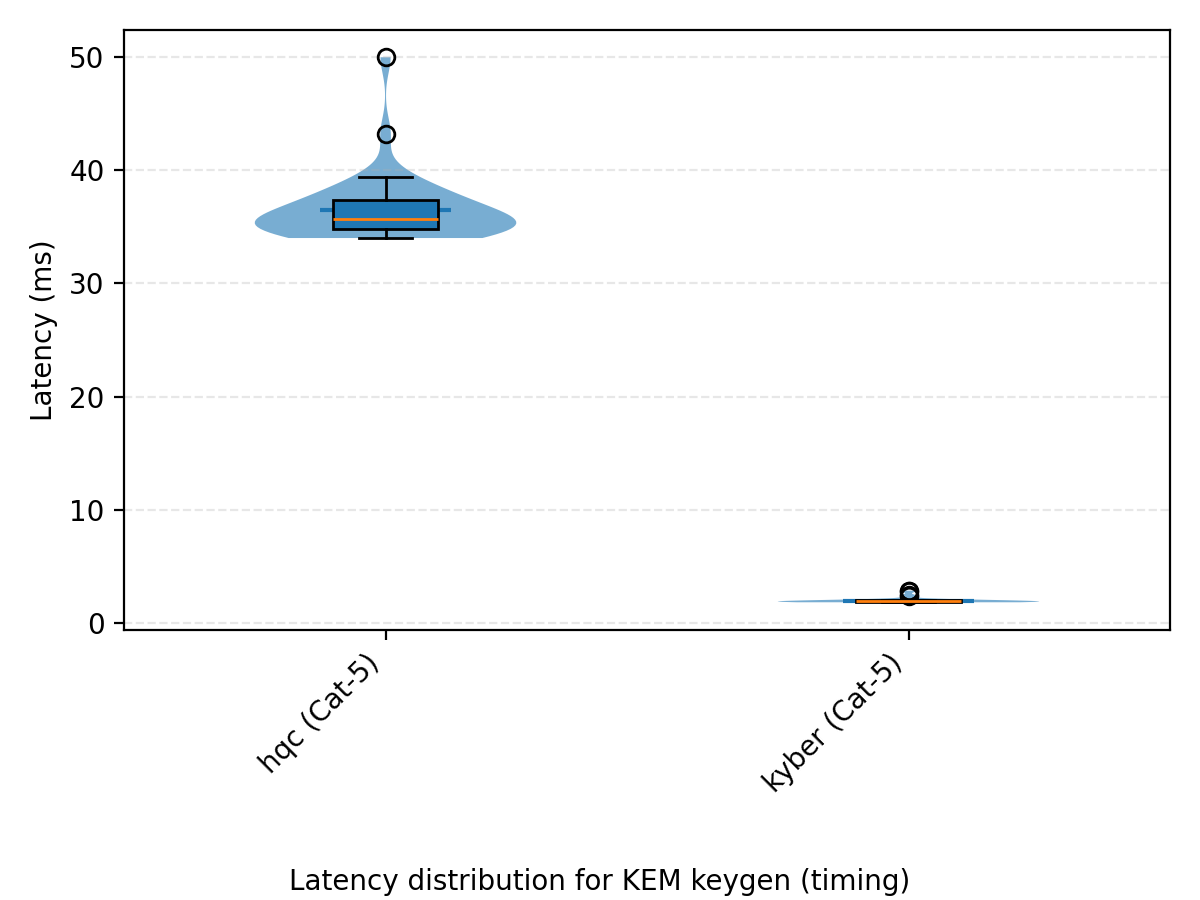 50
40
30
20
10
0
Latency (ms)
hqc (Cat-5)
kyber (Cat-5)
Latency distribution for KEM keygen (timing)